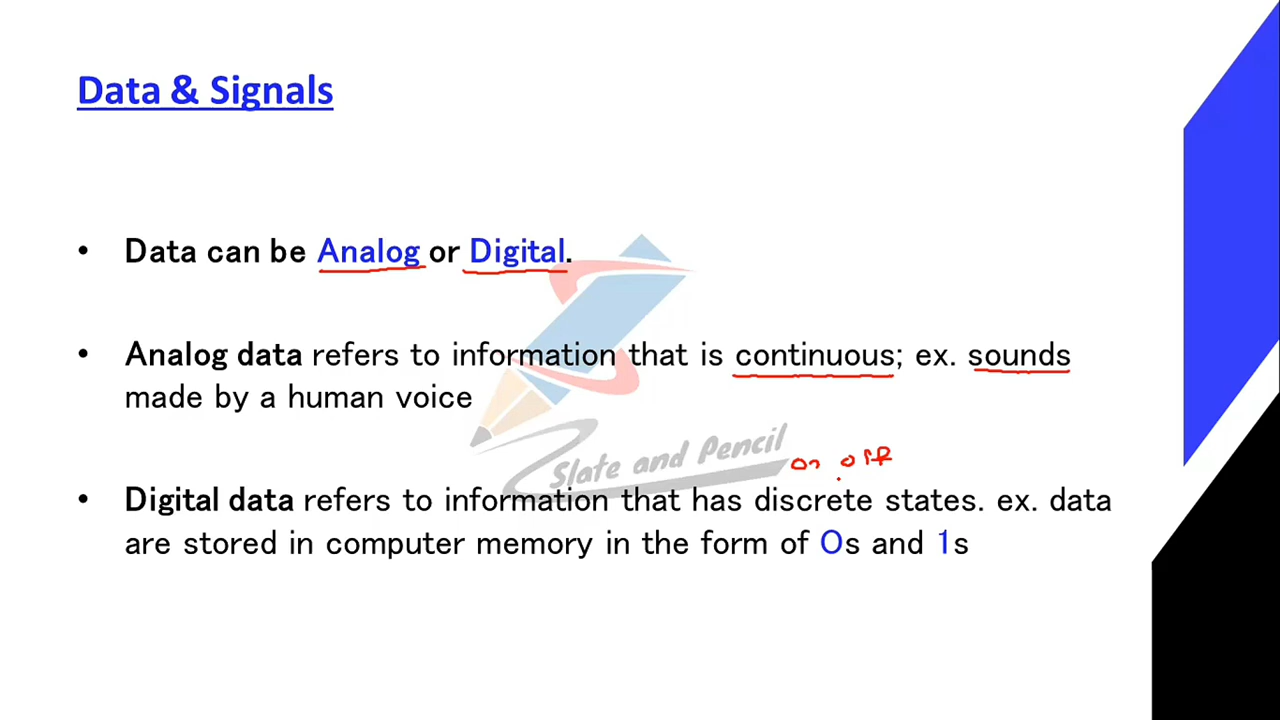 Data & Signals
• Data can be Analog or Digital.
• Analog data refers to information that is continuous; ex. sounds
made by a human voice
Slate and Pencil
on off
• Digital data refers to information that has discrete states. ex. data
are stored in computer memory in the form of 0s and 1s